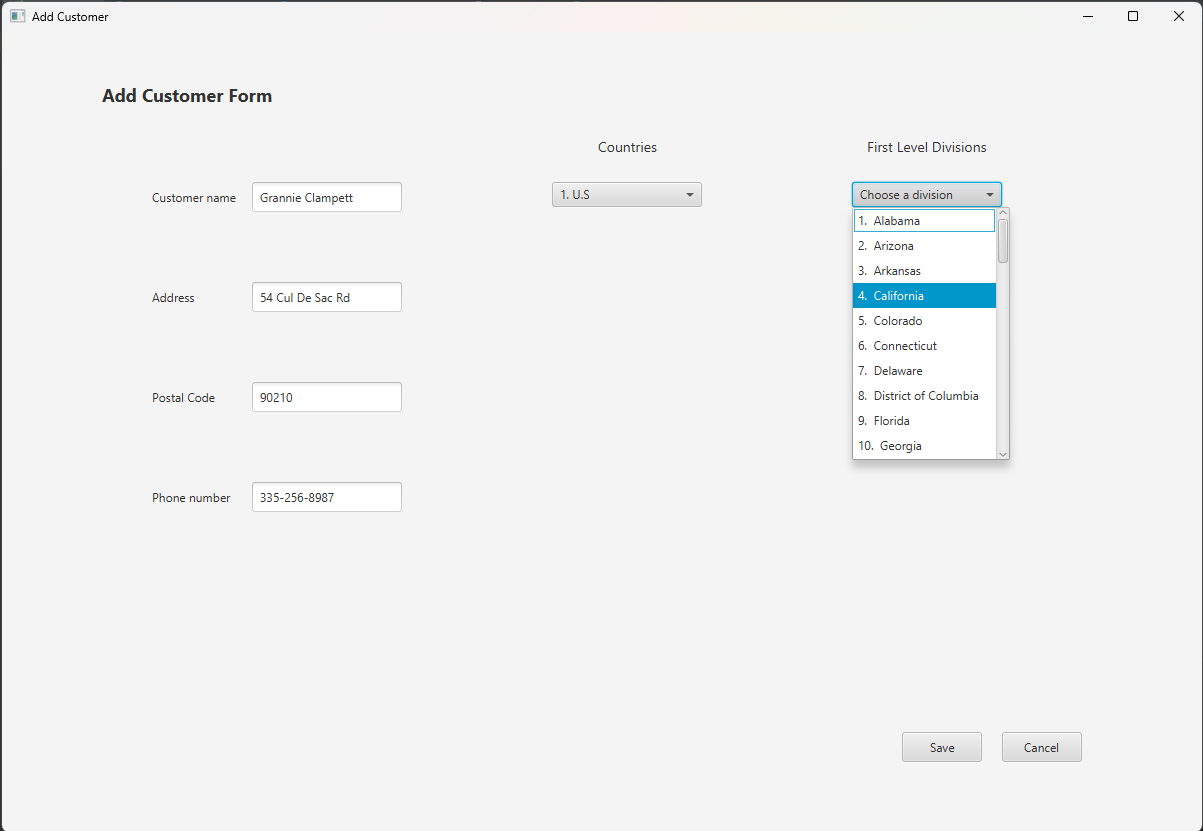 Add Customer
Add Customer Form
Countries
First Level Divisions
Customer name
Grannie Clampett
1. U.S
Choose a division
1. Alabama
2. Arizona
3. Arkansas
4. California
5. Colorado
6. Connecticut
7. Delaware
8. District of Columbia
9. Florida
10. Georgia
Address
54 Cul De Sac Rd
Postal Code
90210
Phone number
335-256-8987
Save
Cancel